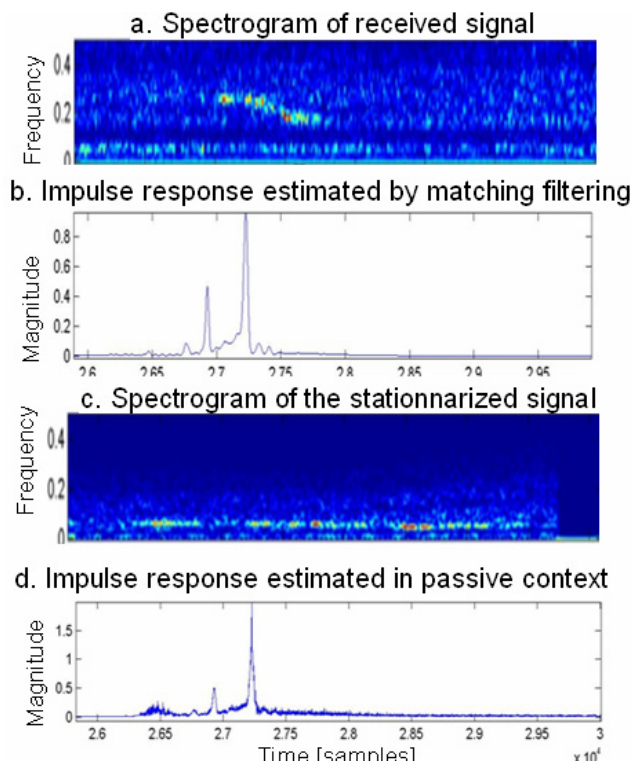 a. Spectrogram of received signal
Frequency
0.4
0.2
0
b. Impulse response estimated by matching filtering
Magnitude
0.8
0.6
0.4
0.2
0
2.6 2.65 2.7 2.75 2.8 2.85 2.9 2.95
c. Spectrogram of the stationnarized signal
Frequency
0.4
0.2
0
d. Impulse response estimated in passive context
Magnitude
1.5
1
0.5
0
2.6 2.65 2.7 2.75 2.8 2.85 2.9 2.95 3
Time [samples]
x 10⁴